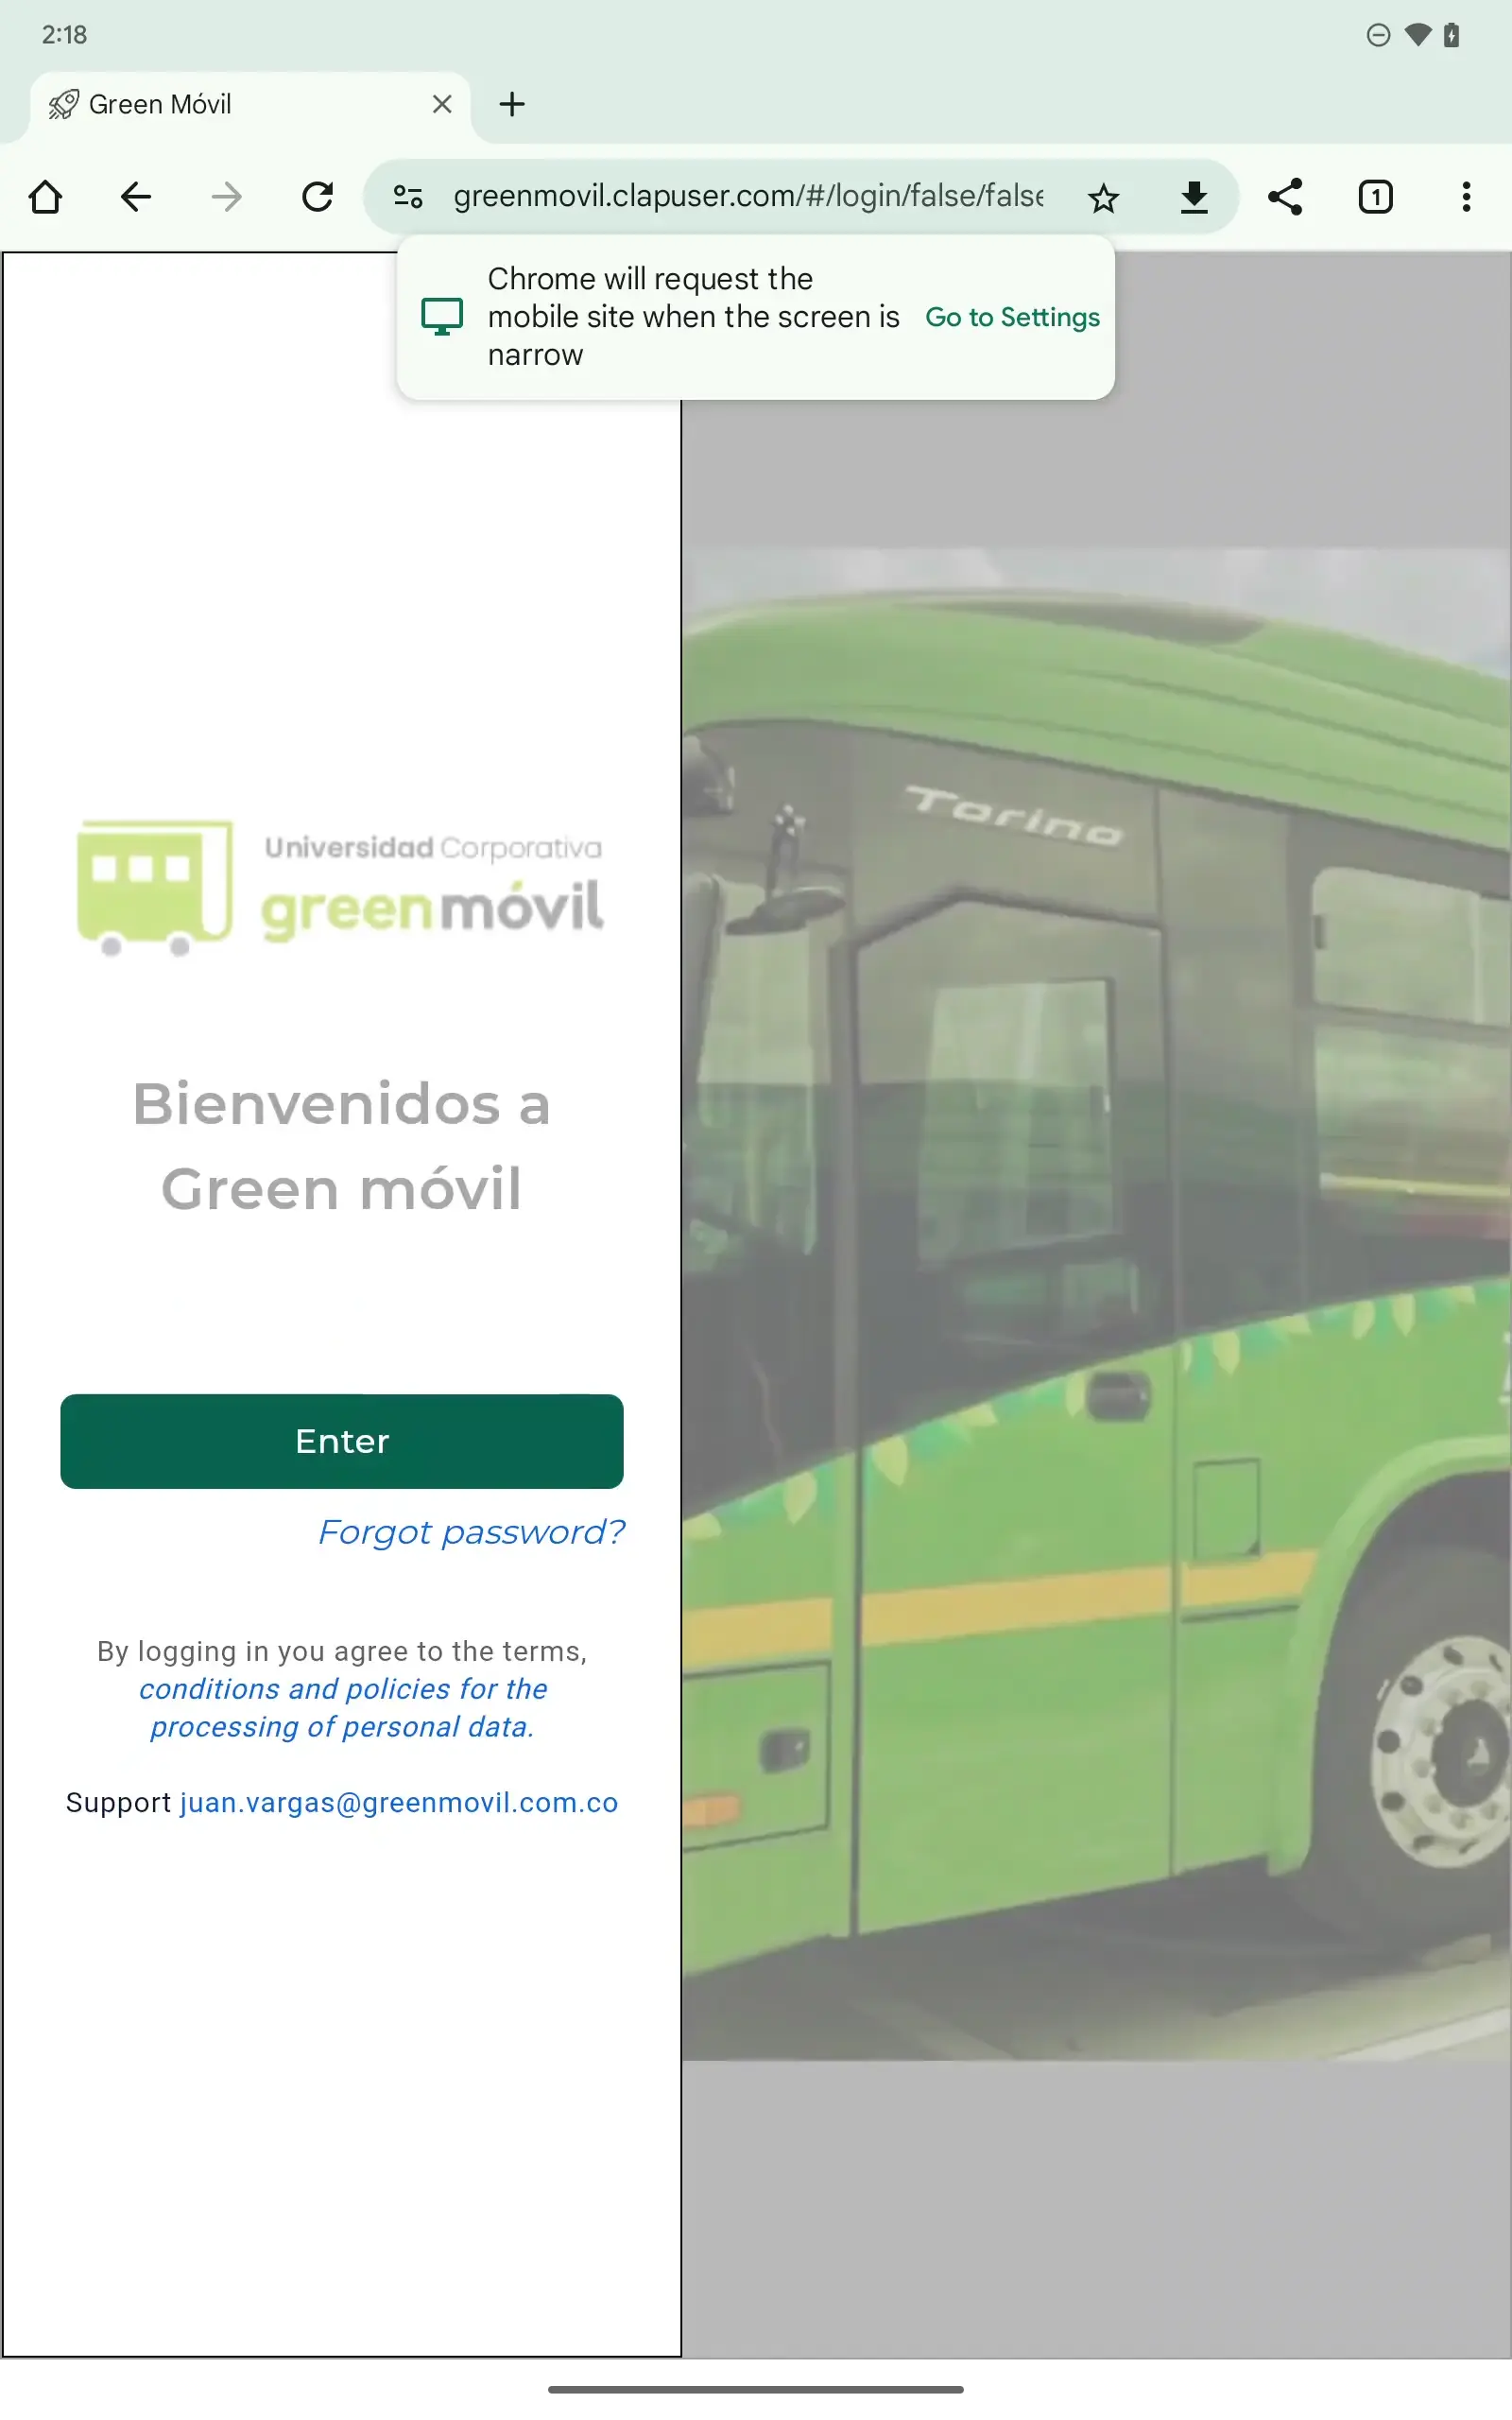 2:18
Green Móvil
greenmovil.clapuser.com/#/login/false/false
1
Chrome will request the
mobile site when the screen is
narrow
Go to Settings
Torino
Universidad Corporativa
greenmóvil
Bienvenidos a
Green móvil
Enter
Forgot password?
By logging in you agree to the terms,
conditions and policies for the
processing of personal data.
Support juan.vargas@greenmovil.com.co